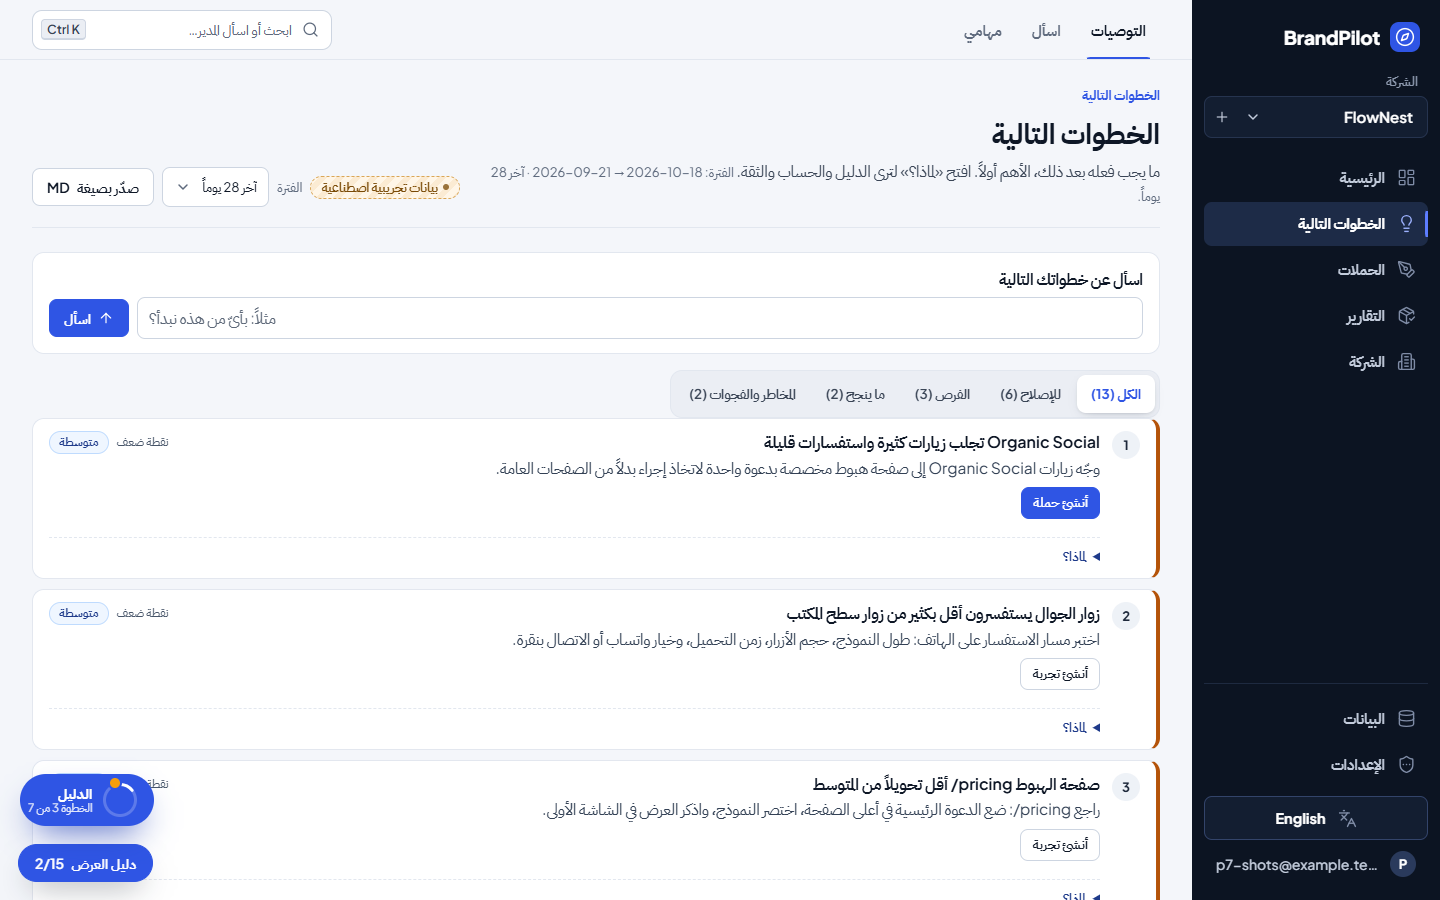 BrandPilot
الشركة
FlowNest
الرئيسية
الخطوات التالية
الحملات
التقارير
الشركة
البيانات
الإعدادات
English
p7-shots@example.te...
P
التوصيات
اسأل
مهامي
ابحث أو اسأل المدير...
Ctrl K
الخطوات التالية
الخطوات التالية
ما يجب فعله بعد ذلك، الأهم أولاً. افتح «لماذا؟» لترى الدليل والحساب والثقة. الفترة: 2026-09-21 → 2026-10-18 · آخر 28
يوماً.
بيانات تجريبية اصطناعية
الفترة
آخر 28 يوماً
صدّر بصيغة MD
اسأل عن خطواتك التالية
مثلاً: بأيّ من هذه نبدأ؟
اسأل
الكل (13)
للإصلاح (6)
الفرص (3)
ما ينجح (2)
المخاطر والفجوات (2)
1
Organic Social تجلب زيارات كثيرة واستفسارات قليلة
نقطة ضعف
متوسطة
وجّه زيارات Organic Social إلى صفحة هبوط مخصصة بدعوة واحدة لاتخاذ إجراء بدلاً من الصفحات العامة.
أنشئ حملة
لماذا؟
2
زوار الجوال يستفسرون أقل بكثير من زوار سطح المكتب
نقطة ضعف
متوسطة
اختبر مسار الاستفسار على الهاتف: طول النموذج، حجم الأزرار، زمن التحميل، وخيار واتساب أو الاتصال بنقرة.
أنشئ تجربة
لماذا؟
3
صفحة الهبوط /pricing أقل تحويلاً من المتوسط
نقطة
راجع /pricing: ضع الدعوة الرئيسية في أعلى الصفحة، اختصر النموذج، واذكر العرض في الشاشة الأولى.
أنشئ تجربة
لماذا؟
الدليل
الخطوة 3 من 7
دليل العرض 2/15